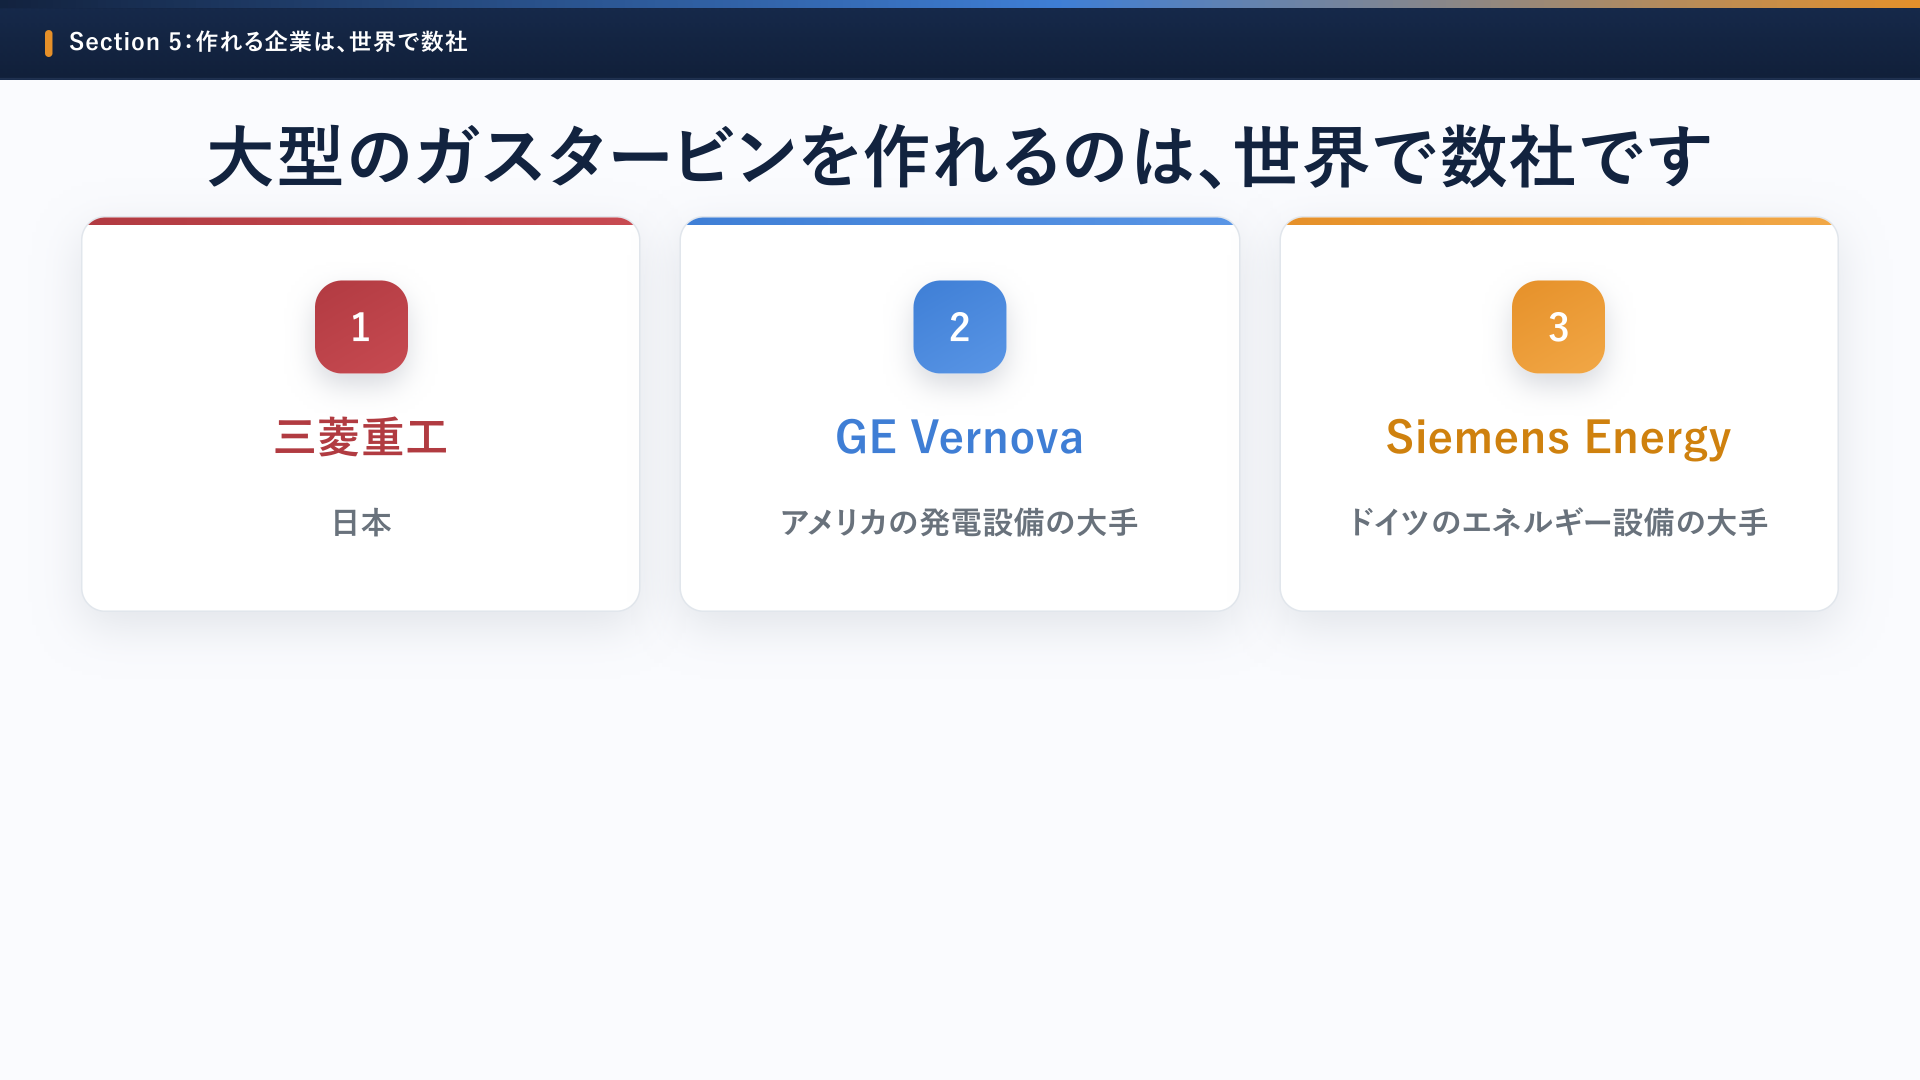 Section 5：作れる企業は、世界で数社
大型のガスタービンを作れるのは、世界で数社です
1
三菱重工
日本
2
GE Vernova
アメリカの発電設備の大手
3
Siemens Energy
ドイツのエネルギー設備の大手